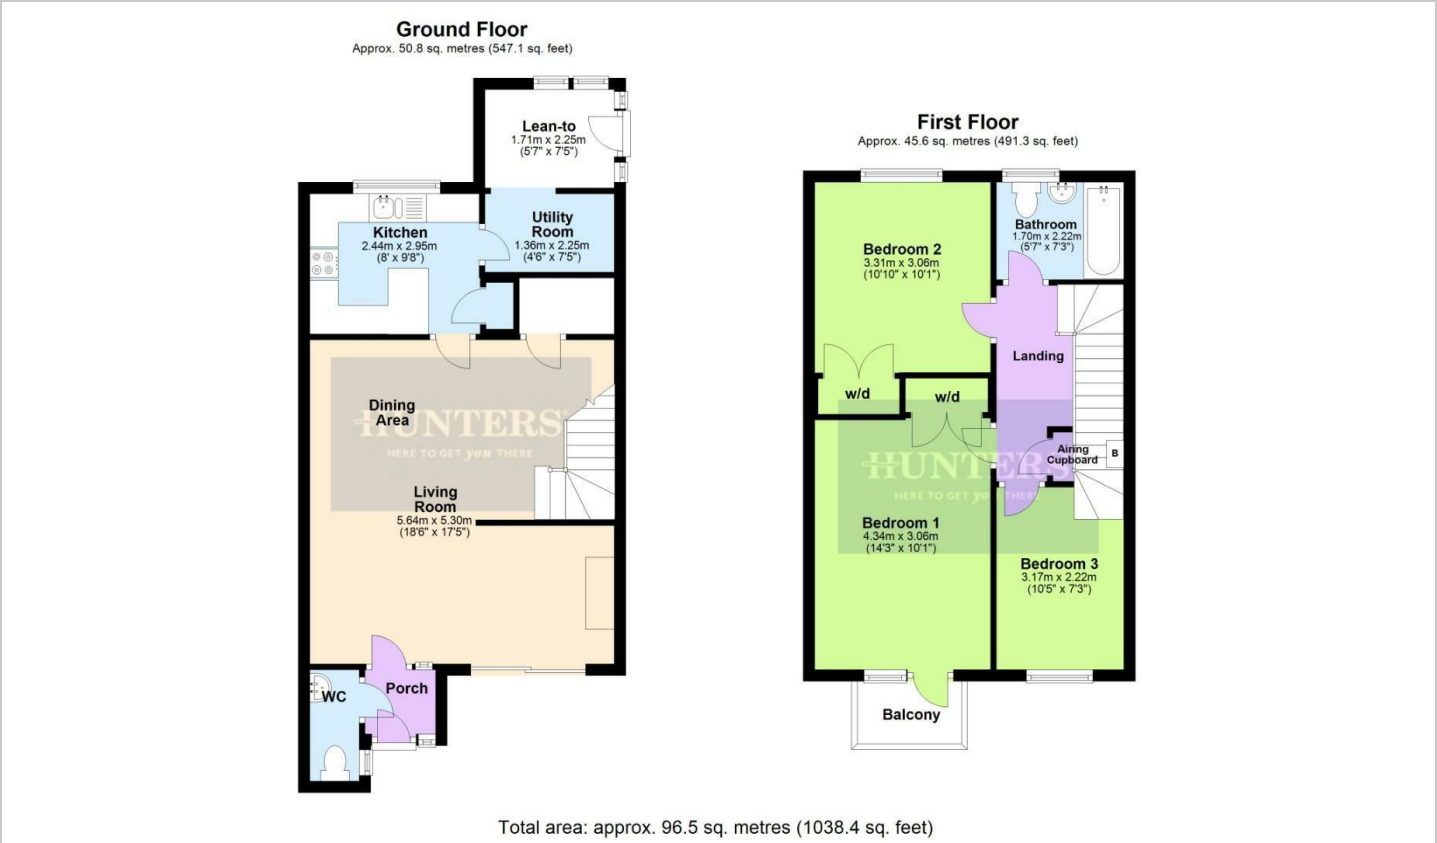 Ground Floor
Approx. 50.8 sq. metres (547.1 sq. feet)
Lean-to
1.71m x 2.25m
(5'7" x 7'5")
Utility
Room
1.36m x 2.25m
(4'6" x 7'5")
Kitchen
2.44m x 2.95m
(8' x 9'8")
Dining
Area
HUNTERS
HERE TO GET you THERE
Living
Room
5.64m x 5.30m
(18'6" x 17'5")
WC
Porch
First Floor
Approx. 45.6 sq. metres (491.3 sq. feet)
Bedroom 2
3.31m x 3.06m
(10'10" x 10'1")
Bathroom
1.70m x 2.22m
(5'7" x 7'3")
Landing
w/d
w/d
Airing
Cupboard
B
HUNTERS
HERE TO GET you THERE
Bedroom 1
4.34m x 3.06m
(14'3" x 10'1")
Bedroom 3
3.17m x 2.22m
(10'5" x 7'3")
Balcony
Total area: approx. 96.5 sq. metres (1038.4 sq. feet)